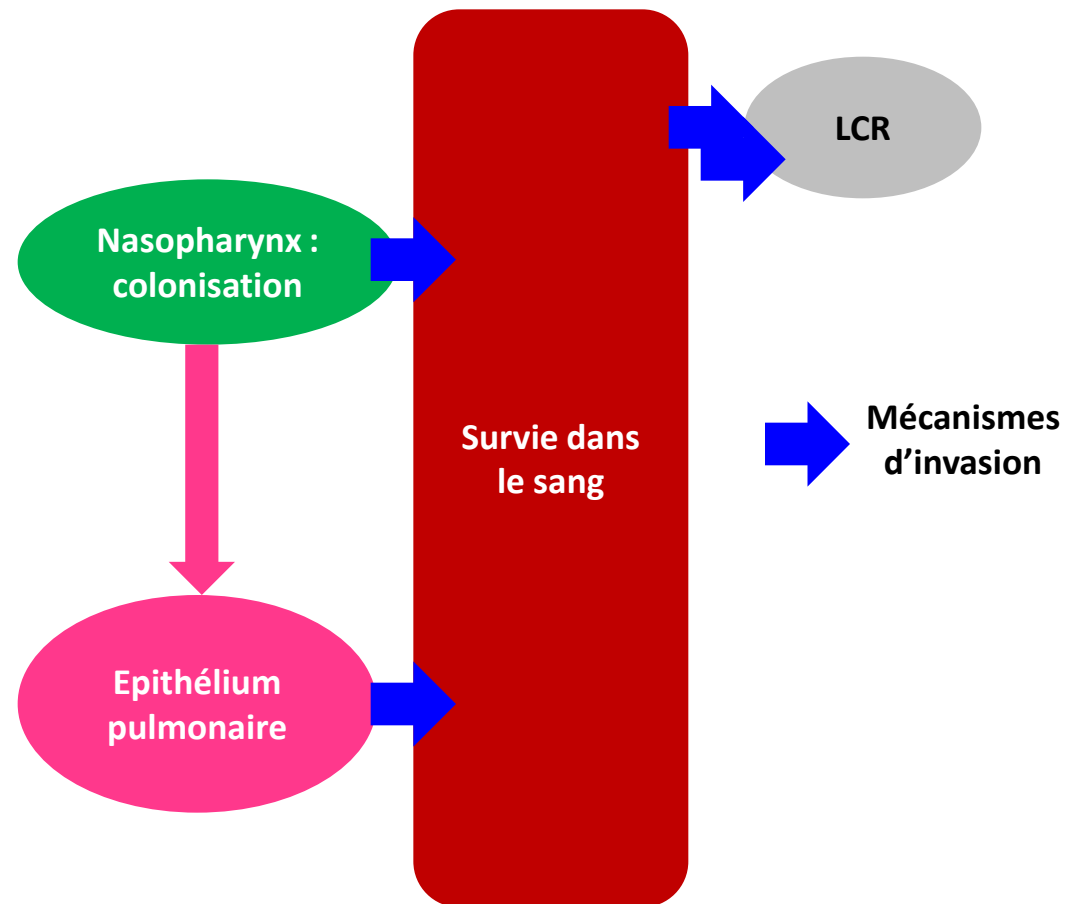 LCR
Nasopharynx :
colonisation
Survie dans
le sang
Mécanismes
d’invasion
Epithélium
pulmonaire